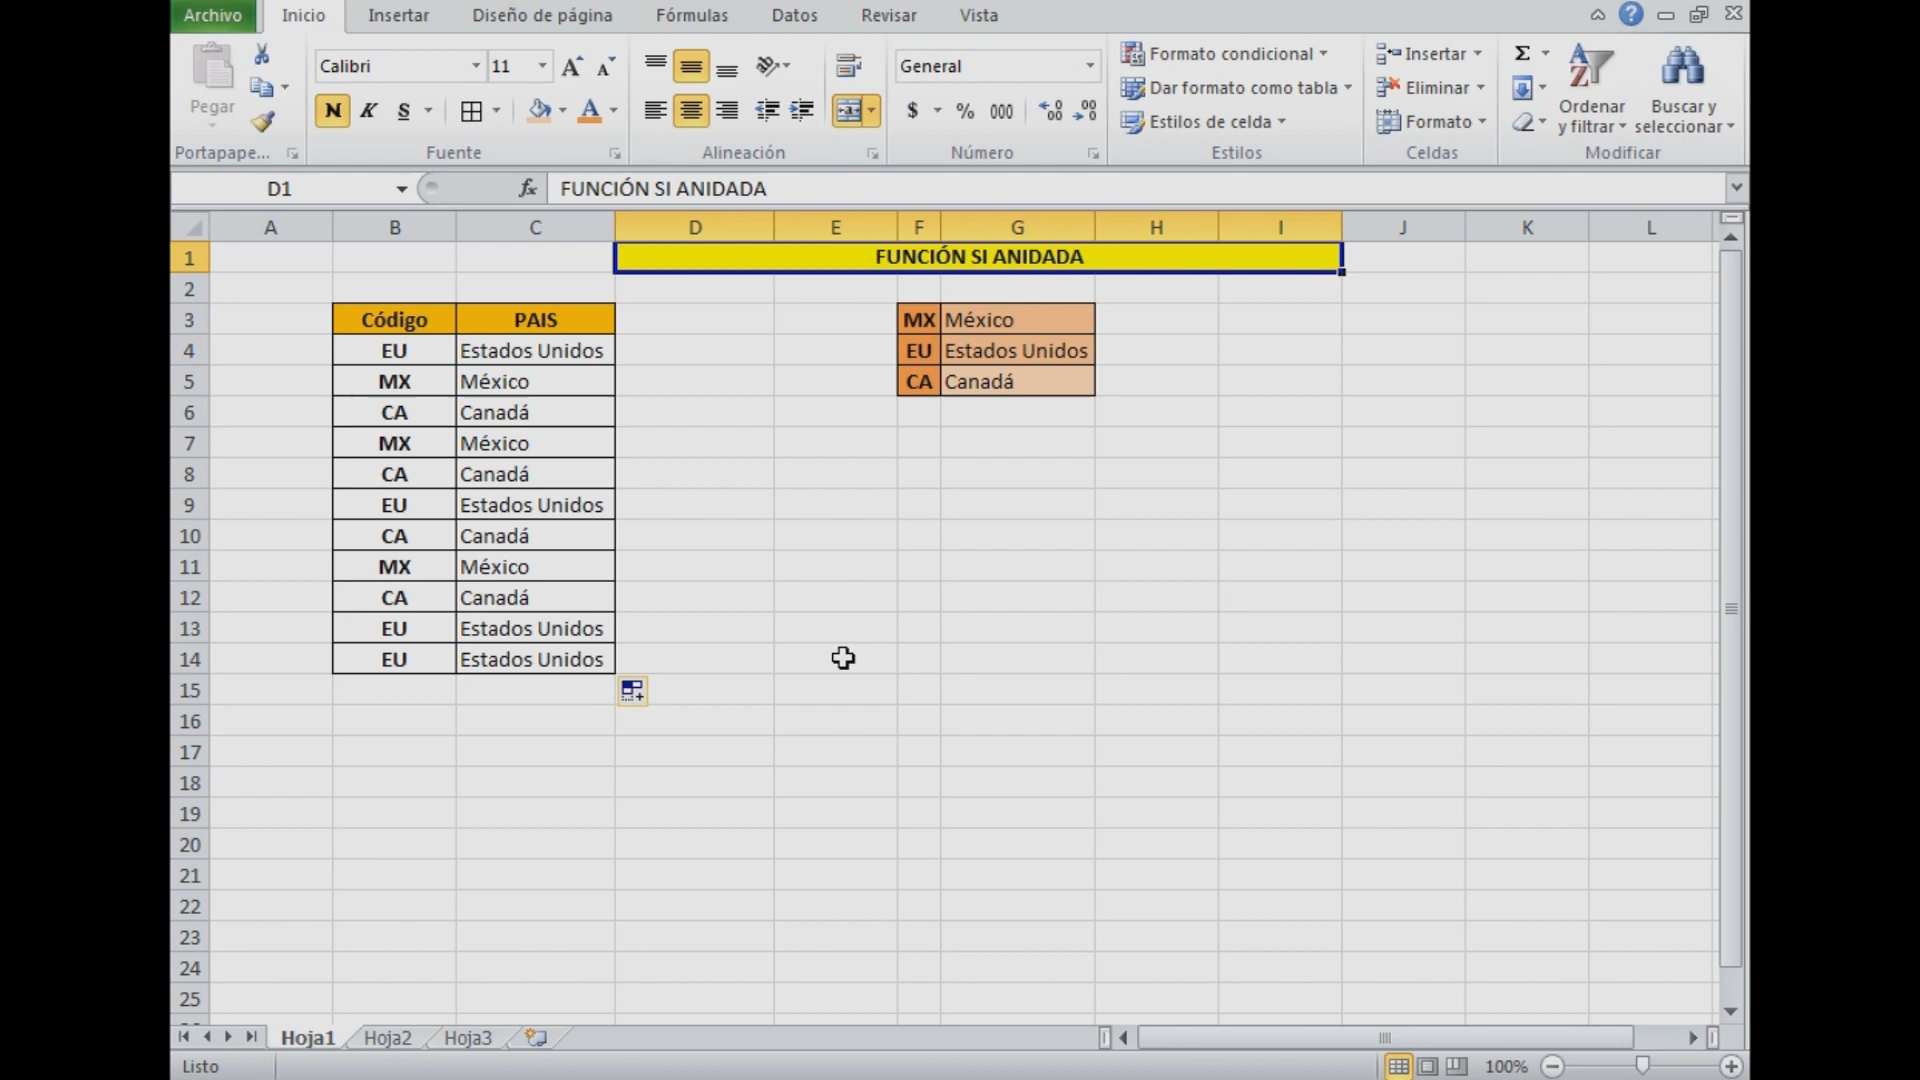 Archivo Inicio Insertar Diseño de página Fórmulas Datos Revisar Vista
Pegar
Calibri 11
N K S A
General
$ % 000
Formato condicional
Dar formato como tabla
Estilos de celda
Insertar
Eliminar
Formato
Σ
Ordenar y filtrar
Buscar y seleccionar
Portapape... Fuente Alineación Número Estilos Celdas Modificar
D1 fx FUNCIÓN SI ANIDADA
A B C D E F G H I J K L
1 FUNCIÓN SI ANIDADA
2
3 Código PAIS MX México
4 EU Estados Unidos EU Estados Unidos
5 MX México CA Canadá
6 CA Canadá
7 MX México
8 CA Canadá
9 EU Estados Unidos
10 CA Canadá
11 MX México
12 CA Canadá
13 EU Estados Unidos
14 EU Estados Unidos
15
16
17
18
19
20
21
22
23
24
25
Hoja1 Hoja2 Hoja3
Listo 100%